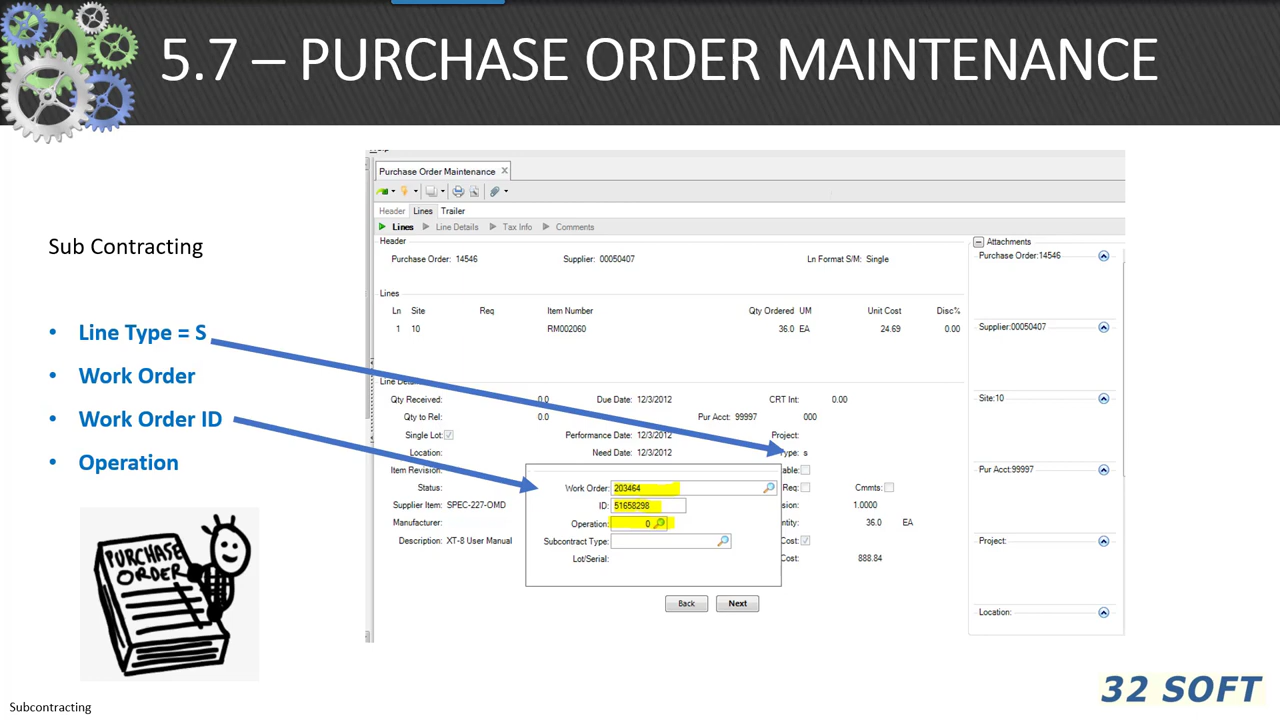 5.7 – PURCHASE ORDER MAINTENANCE
Sub Contracting
• Line Type = S
• Work Order
• Work Order ID
• Operation
PURCHASE
ORDER
Purchase Order Maintenance
Header Lines Trailer
Lines Line Details Tax Info Comments
Header
Purchase Order: 14546 Supplier: 00050407 Ln Format S/M: Single
Lines
Ln Site Req Item Number Qty Ordered UM Unit Cost Disc%
1 10 RM002060 36.0 EA 24.69 0.00
Line Detai
Qty Received: 0.0 Due Date: 12/3/2012 CRT Int: 0.00
Qty to Rel: 0.0 Pur Acct: 99997 000
Single Lot: Performance Date: 12/3/2012 Project:
Location: Need Date: 12/3/2012 Type: s
Item Revision: able:
Status: Req: Cmmts:
Supplier Item: SPEC-227-OMD sion: 1.0000
Manufacturer: ntity: 36.0 EA
Description: XT-8 User Manual Cost:
Cost: 888.84
Work Order: 203464
ID: 51658298
Operation: 0
Subcontract Type:
Lot/Serial:
Back Next
Attachments
Purchase Order:14546
Supplier:00050407
Site:10
Pur Acct:99997
Project:
Location:
32 SOFT
Subcontracting